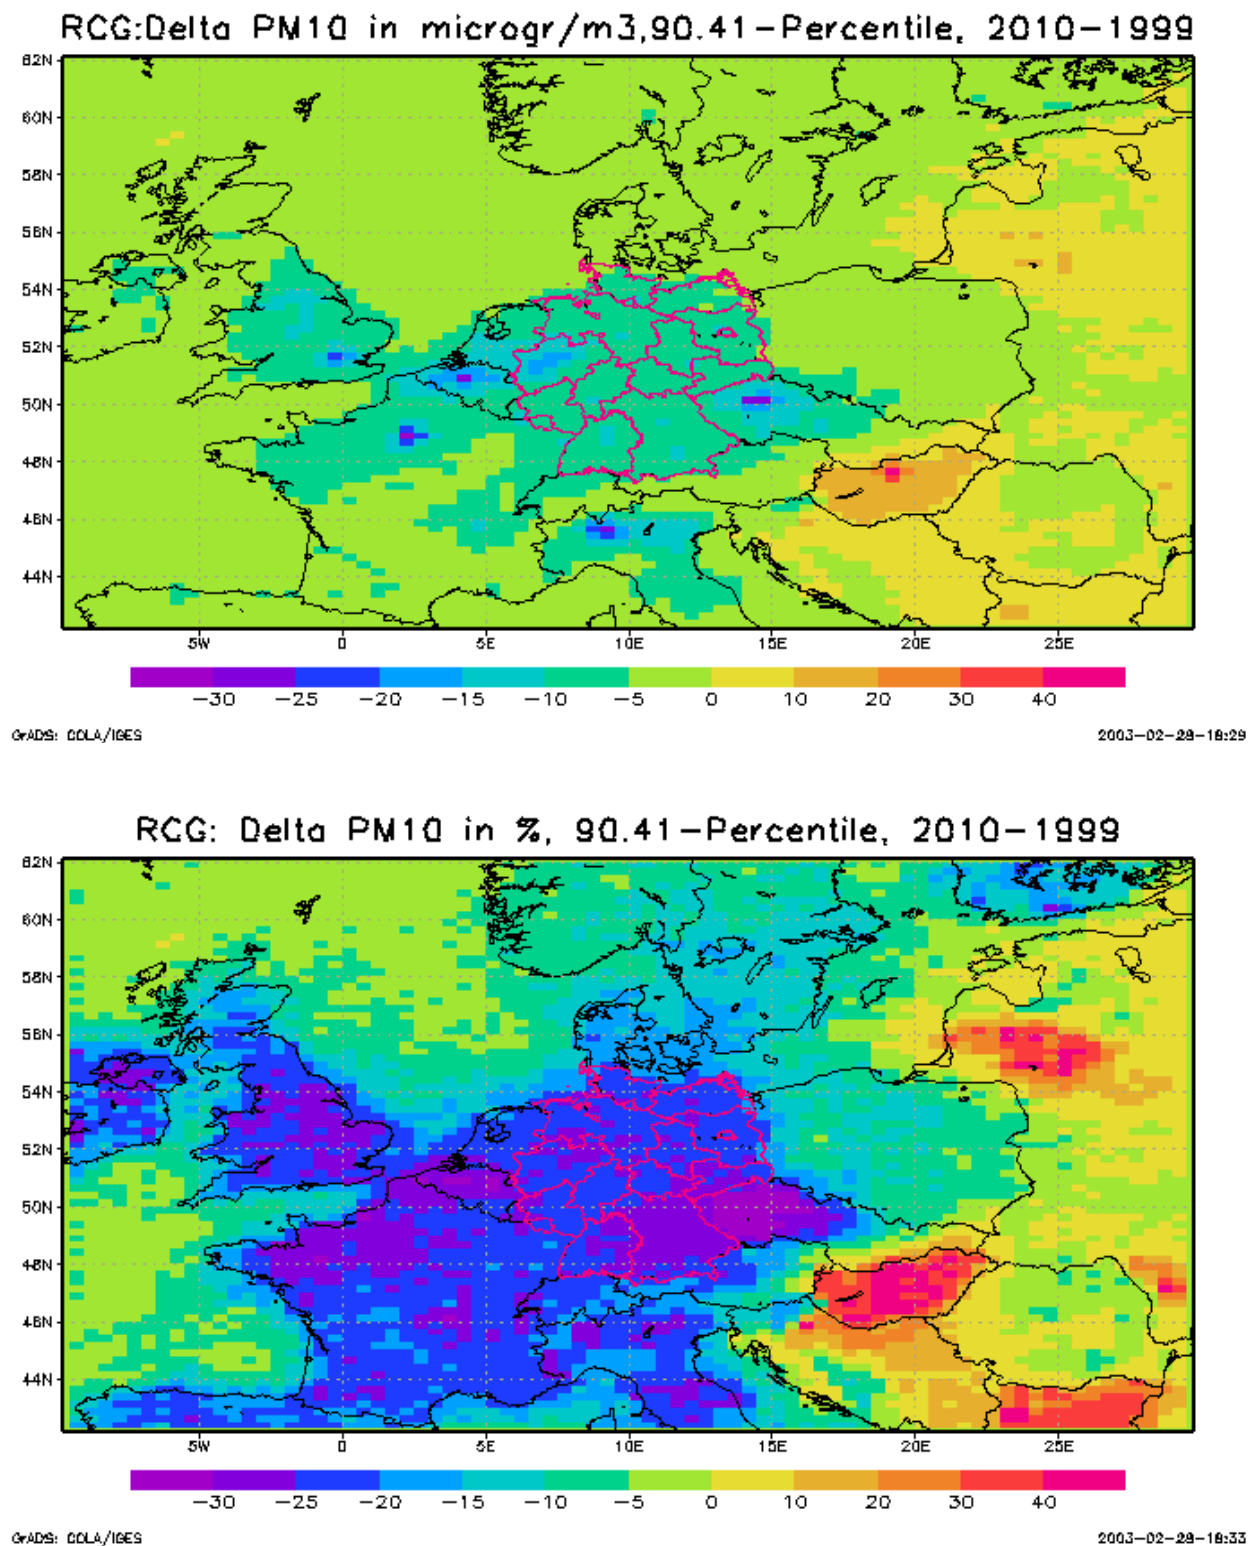 RCG:Delta PM10 in microgr/m3,90.41-Percentile, 2010-1999
62N
60N
58N
56N
54N
52N
50N
48N
46N
44N
5W 0 5E 10E 15E 20E 25E
-30 -25 -20 -15 -10 -5 0 10 20 30 40
GrADS: COLA/IGES 2003-02-28-18:29
RCG: Delta PM10 in %, 90.41-Percentile, 2010-1999
62N
60N
58N
56N
54N
52N
50N
48N
46N
44N
5W 0 5E 10E 15E 20E 25E
-30 -25 -20 -15 -10 -5 0 10 20 30 40
GrADS: COLA/IGES 2003-02-28-18:33